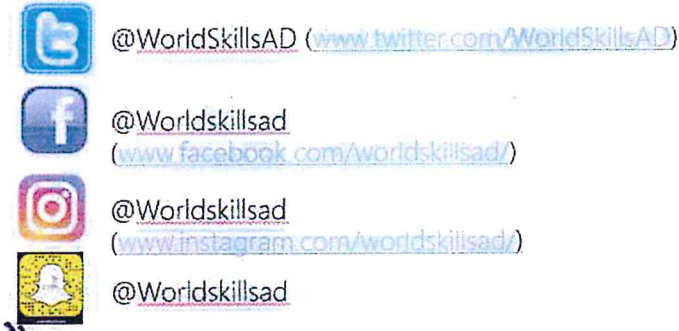 @WorldSkillsAD (www.twitter.com/WorldSkillsAD)
@Worldskillsad
(www.facebook.com/worldskillsad/)
@Worldskillsad
(www.instagram.com/worldskillsad/)
@Worldskillsad